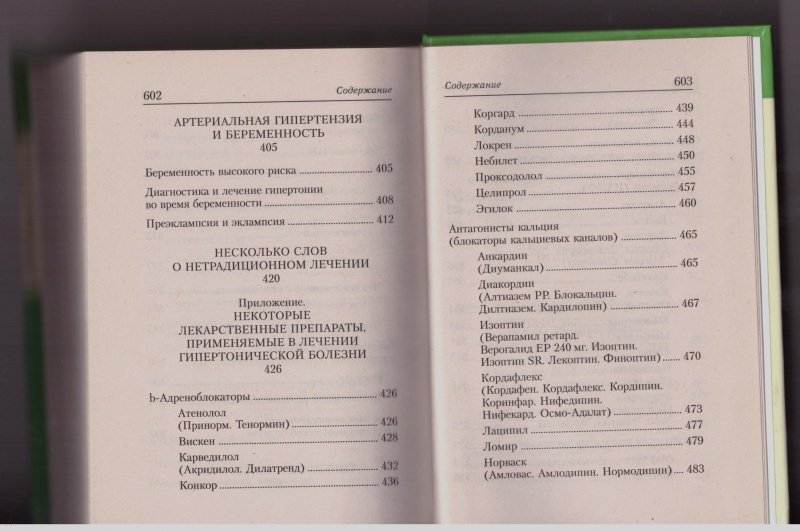 602
Содержание
АРТЕРИАЛЬНАЯ ГИПЕРТЕНЗИЯ
И БЕРЕМЕННОСТЬ
405
Беременность высокого риска 405
Диагностика и лечение гипертонии
во время беременности 408
Преэклампсия и эклампсия 412
НЕСКОЛЬКО СЛОВ
О НЕТРАДИЦИОННОМ ЛЕЧЕНИИ
420
Приложение.
НЕКОТОРЫЕ
ЛЕКАРСТВЕННЫЕ ПРЕПАРАТЫ,
ПРИМЕНЯЕМЫЕ В ЛЕЧЕНИИ
ГИПЕРТОНИЧЕСКОЙ БОЛЕЗНИ
426
b-Адреноблокаторы 426
Атенолол
(Принорм. Тенормин) 426
Вискен 428
Карведилол
(Акридилол. Дилатренд) 432
Конкор 436
Содержание
603
Коргард 439
Корданум 444
Локрен 448
Небилет 450
Проксодолол 455
Целипрол 457
Эгилок 460
Антагонисты кальция
(блокаторы кальциевых каналов) 465
Анкардин
(Диуманкал) 465
Диакордин
(Алтиазем РР. Блокальцин.
Дилтиазем. Кардилопин) 467
Изоптин
(Верапамил ретард.
Верогалид ЕР 240 мг. Изоптин.
Изоптин SR. Лекоптин. Финоптин) 470
Кордафлекс
(Кордафен. Кордафлекс. Кордипин.
Коринфар. Нифедипин.
Нифекард. Осмо-Адалат) 473
Лаципил 477
Ломир 479
Норваск
(Амловас. Амлодипин. Нормодипин) 483